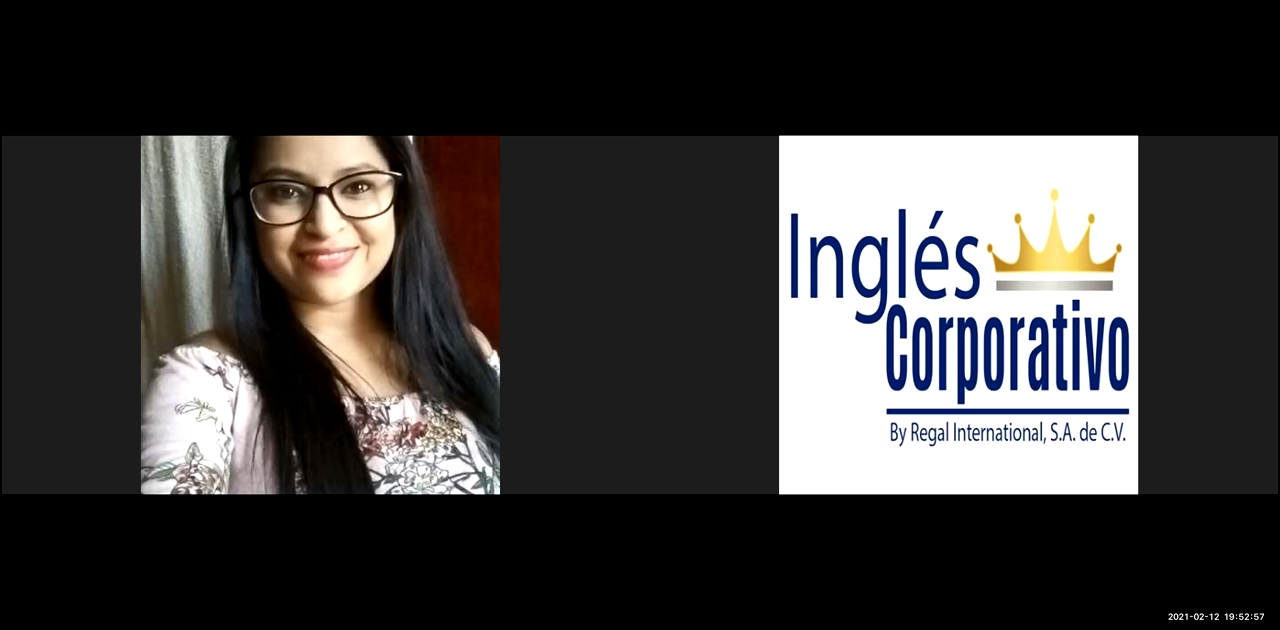 Inglés
Corporativo
By Regal International, S.A. de C.V.
2021-02-12 19:52:57